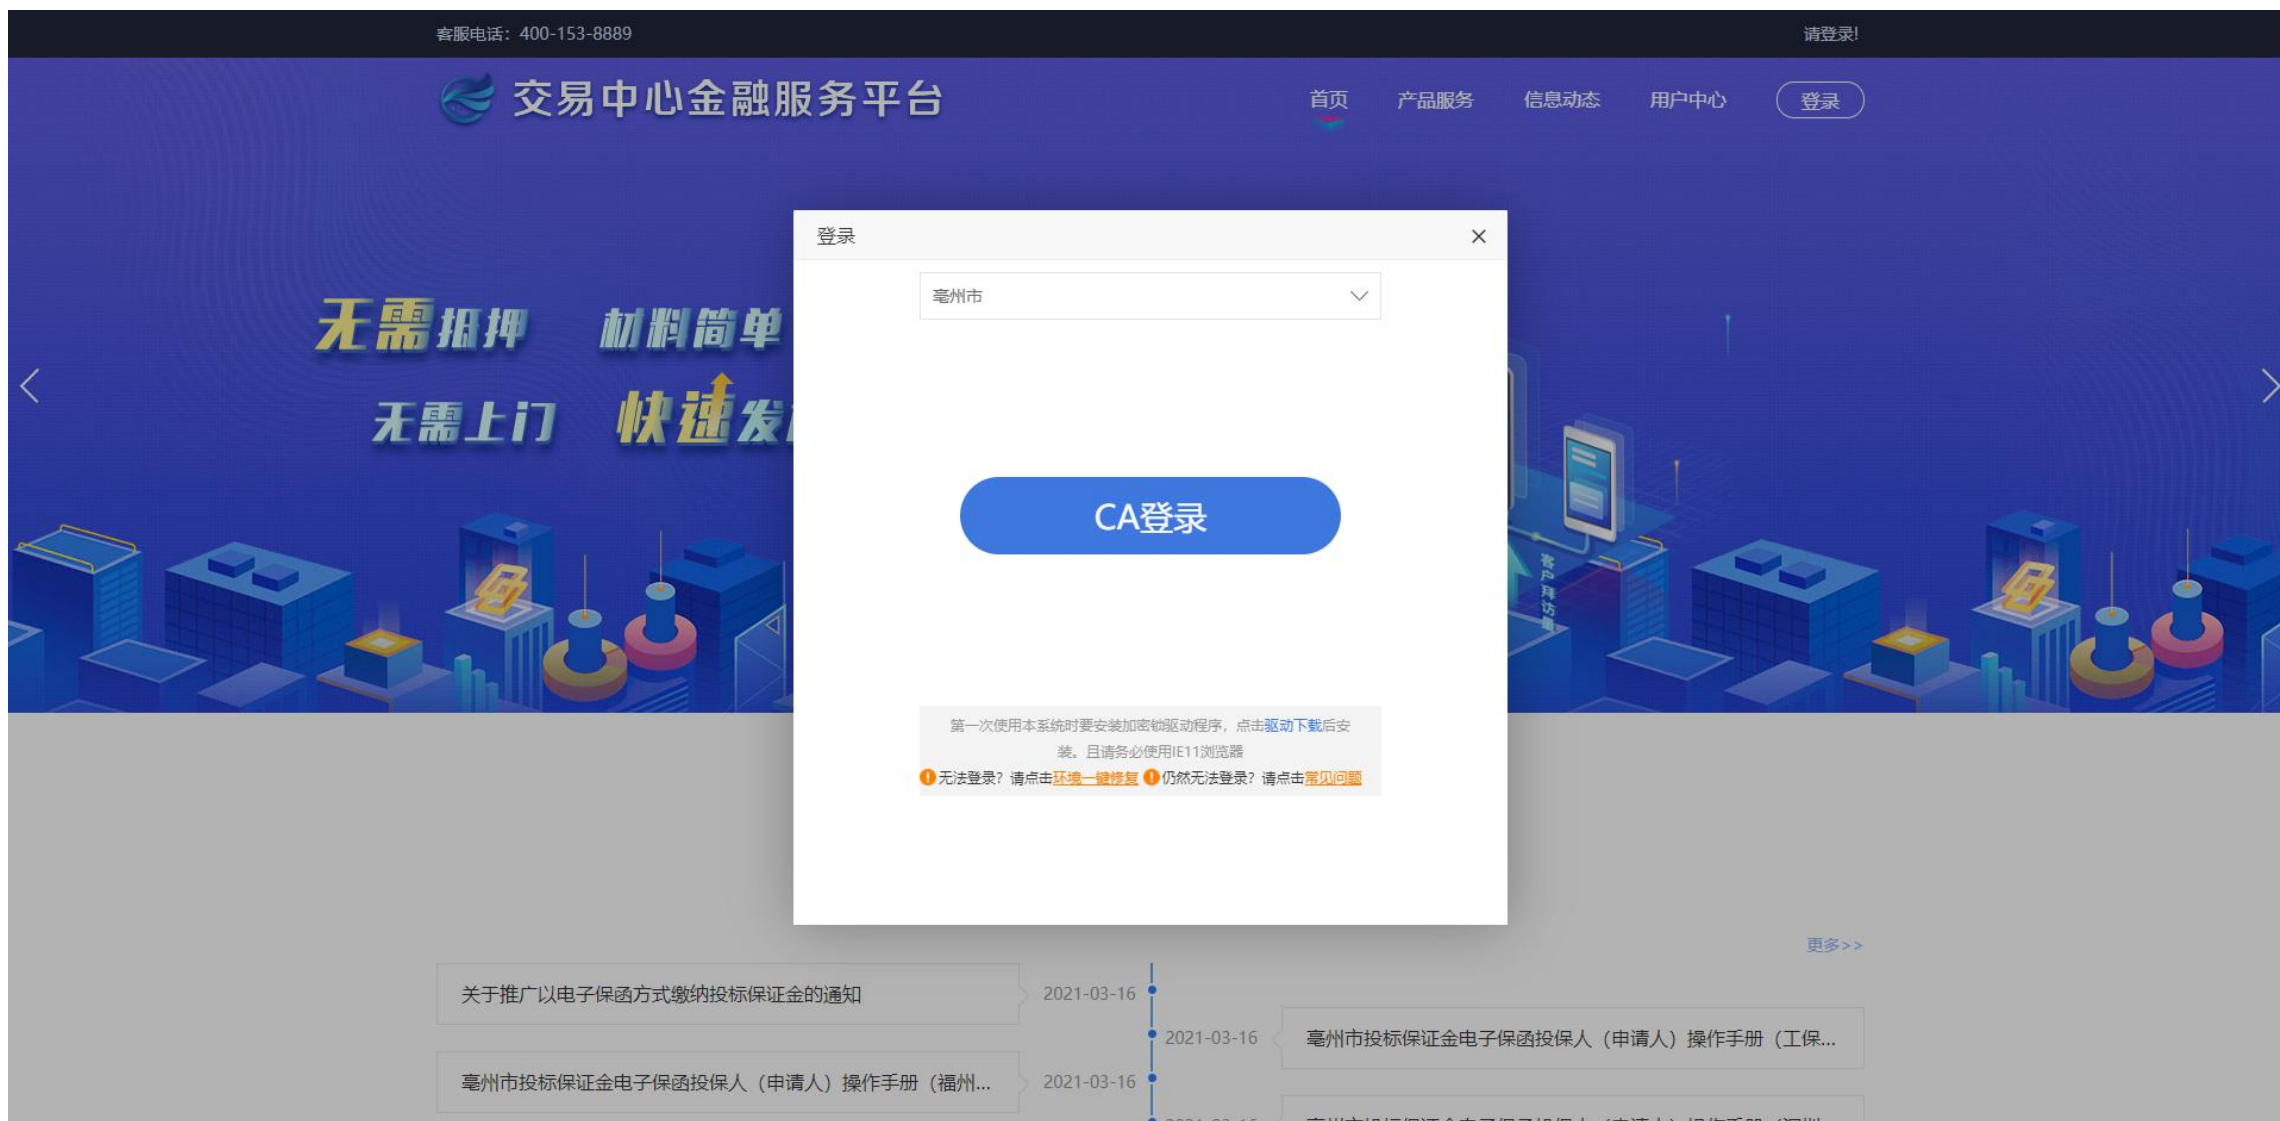 客服电话：400-153-8889
请登录!
交易中心金融服务平台
首页 产品服务 信息动态 用户中心 登录
登录
亳州市
无需抵押 材料简单
无需上门 快速发
CA登录
客户拜访量
第一次使用本系统时要安装加密锁驱动程序，点击驱动下载后安
装。且请务必使用IE11浏览器
无法登录？请点击环境一键修复 仍然无法登录？请点击常见问题
更多>>
关于推广以电子保函方式缴纳投标保证金的通知 2021-03-16
2021-03-16 亳州市投标保证金电子保函投保人（申请人）操作手册（工保...
亳州市投标保证金电子保函投保人（申请人）操作手册（福州... 2021-03-16